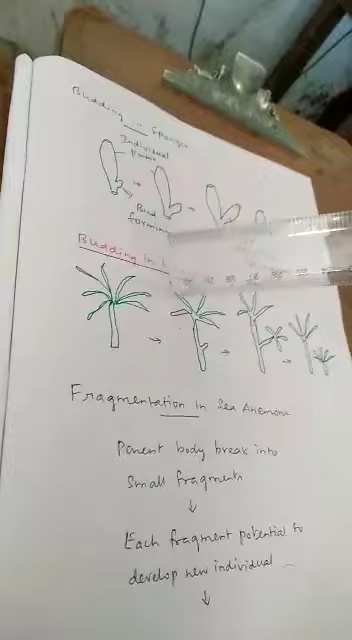 Budding - Sponges
Individual
Parent
Bud
forming
Budding in
Fragmentation in Sea Anemone
Parent body break into
Small fragments
Each fragment potential to
develop new individual